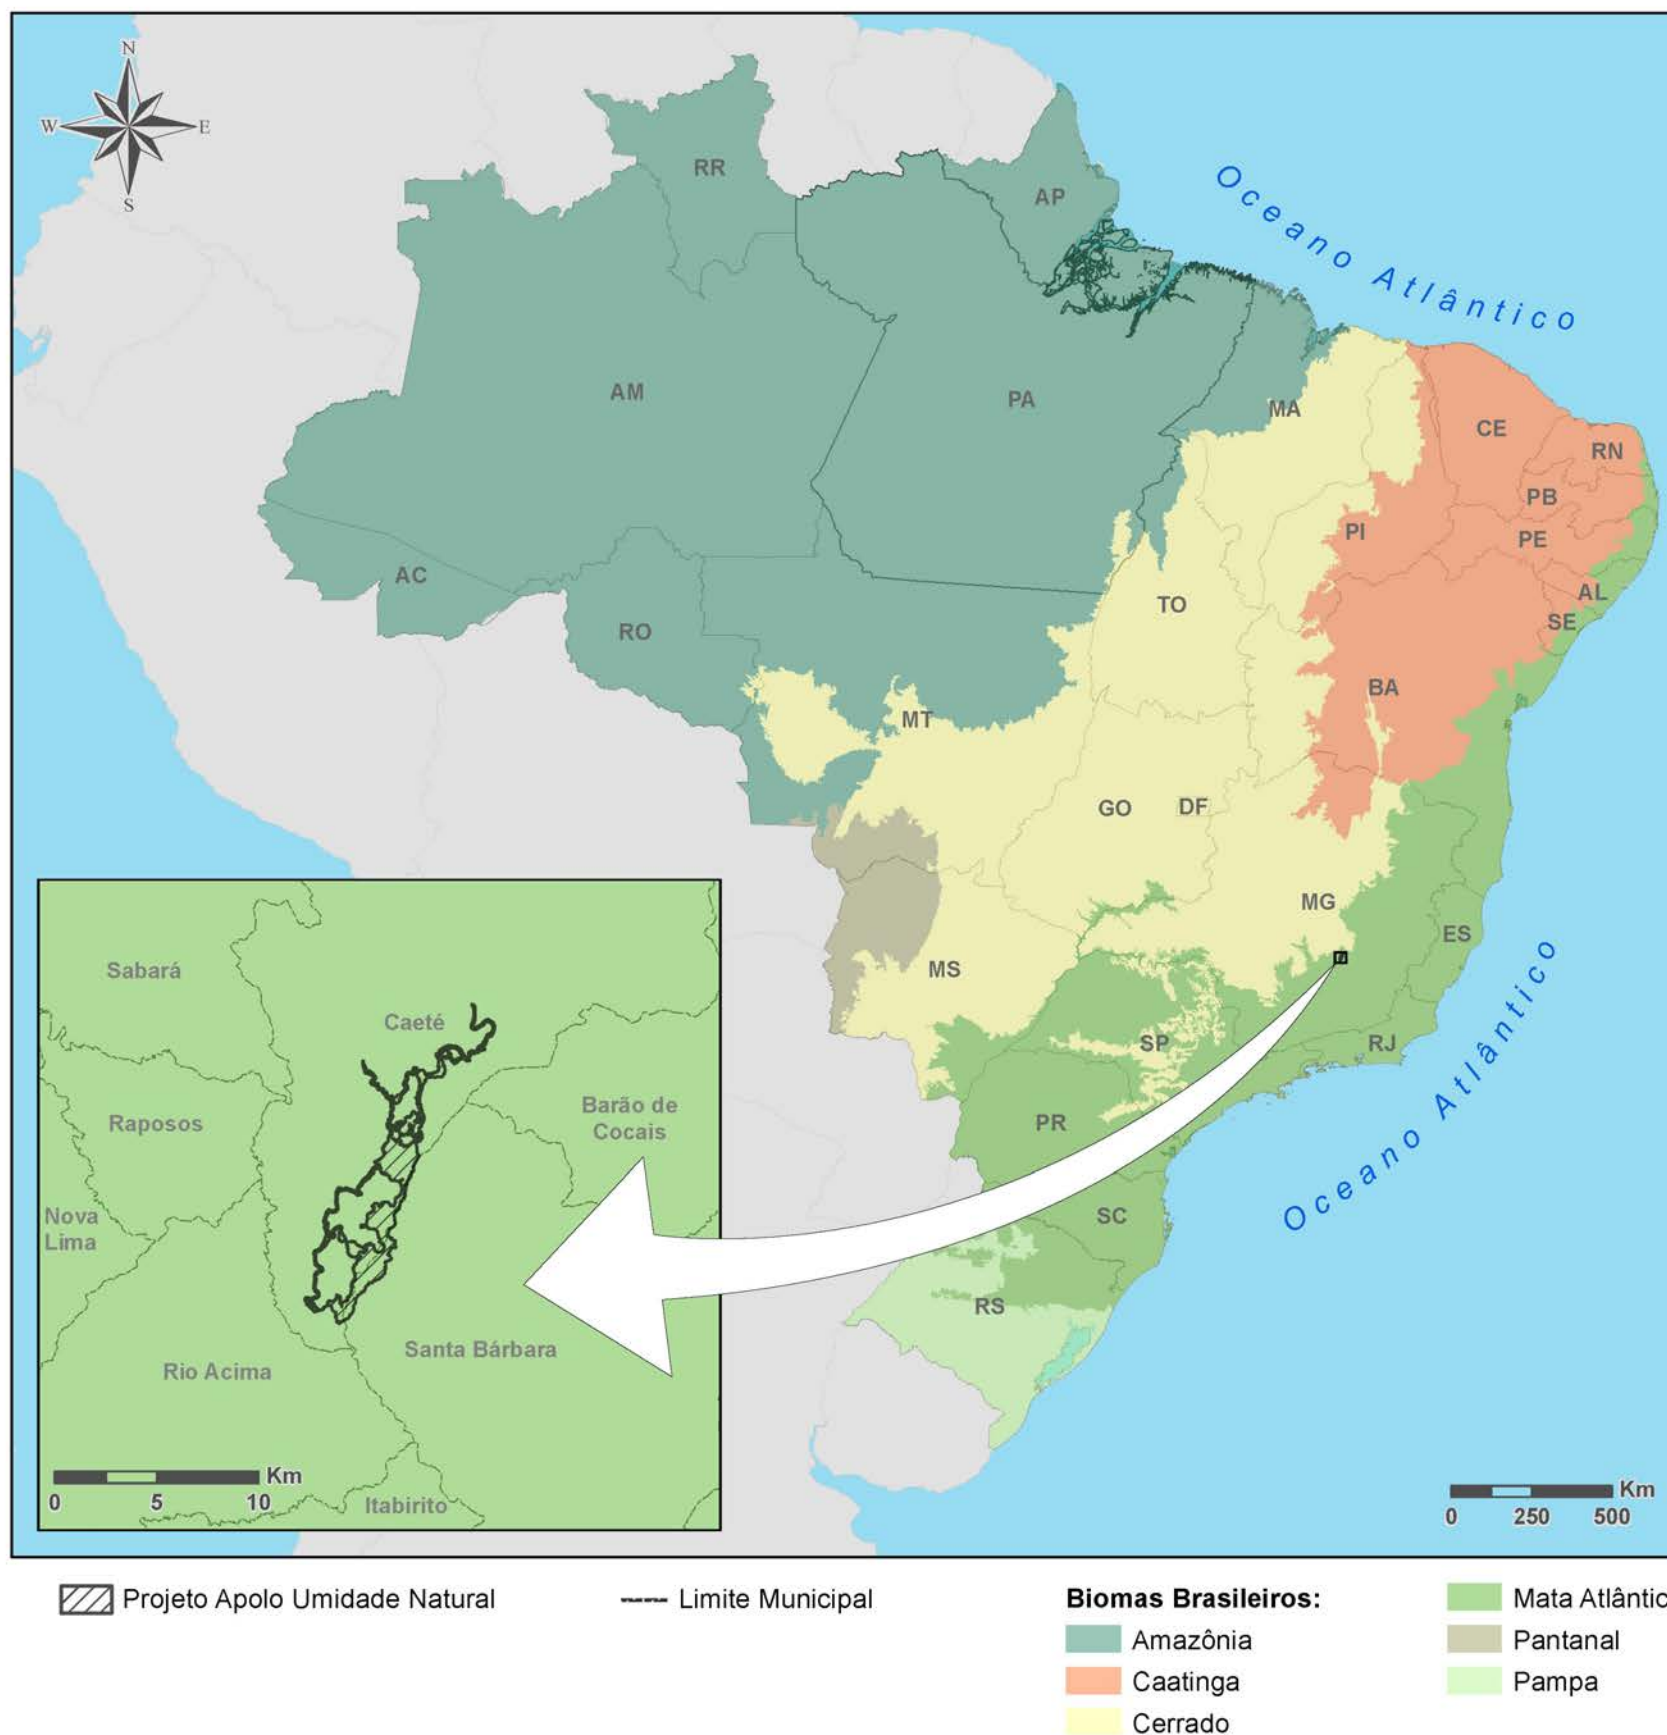 N
W
E
S
RR
AP
Oceano Atlântico
AM
PA
MA
CE
RN
PB
PI
PE
AC
TO
AL
SE
RO
BA
MT
GO
DF
MG
ES
MS
SP
RJ
PR
SC
RS
Oceano Atlântico
Sabará
Caeté
Raposos
Barão de
Cocais
Nova
Lima
Santa Bárbara
Rio Acima
Itabirito
Km
0 5 10
Km
0 250 500
Projeto Apolo Umidade Natural
Limite Municipal
Biomas Brasileiros:
Amazônia
Caatinga
Cerrado
Mata Atlântic
Pantanal
Pampa